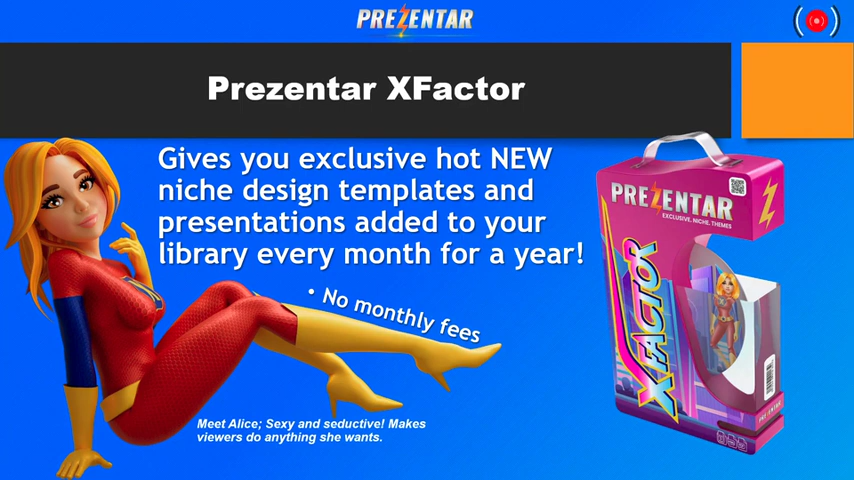 PREZENTAR
Prezentar XFactor
Gives you exclusive hot NEW
niche design templates and
presentations added to your
library every month for a year!
• No monthly fees
Meet Alice; Sexy and seductive! Makes
viewers do anything she wants.
PREZENTAR
EXCLUSIVE. NICHE. THEMES
XFACTOR
PREZENTAR